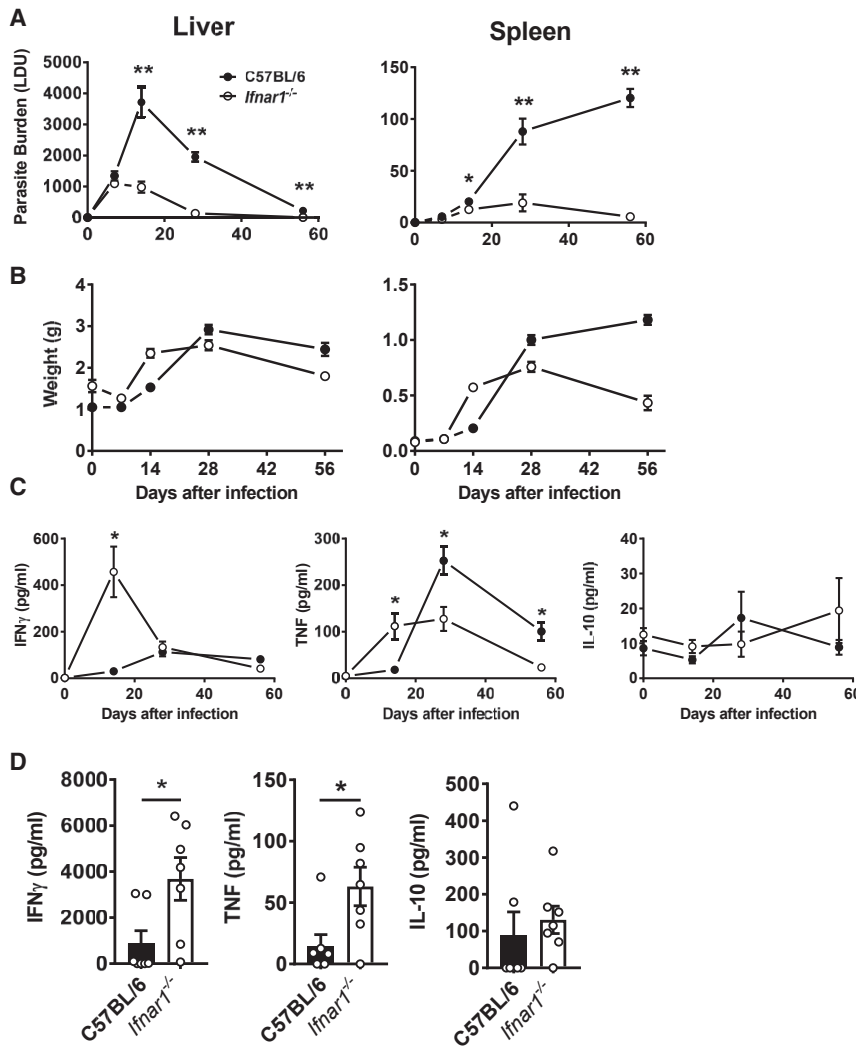 A
Liver
Spleen
Parasite Burden (LDU)
5000
4000
3000
2000
1000
0
0 20 40 60
** ** **
C57BL/6
Ifnar1-/-
150
100
50
0
0 20 40 60
* ** **
B
Weight (g)
4
3
2
1
0
0 14 28 42 56
Days after infection
1.5
1.0
0.5
0.0
0 14 28 42 56
Days after infection
C
IFNγ (pg/ml)
600
400
200
0
0 20 40 60
*
Days after infection
TNF (pg/ml)
300
200
100
0
0 20 40 60
* * *
Days after infection
IL-10 (pg/ml)
40
30
20
10
0
0 20 40 60
Days after infection
D
IFNγ (pg/ml)
8000
6000
4000
2000
0
*
C57BL/6
Ifnar1-/-
TNF (pg/ml)
150
100
50
0
*
C57BL/6
Ifnar1-/-
IL-10 (pg/ml)
500
400
300
200
100
0
C57BL/6
Ifnar1-/-